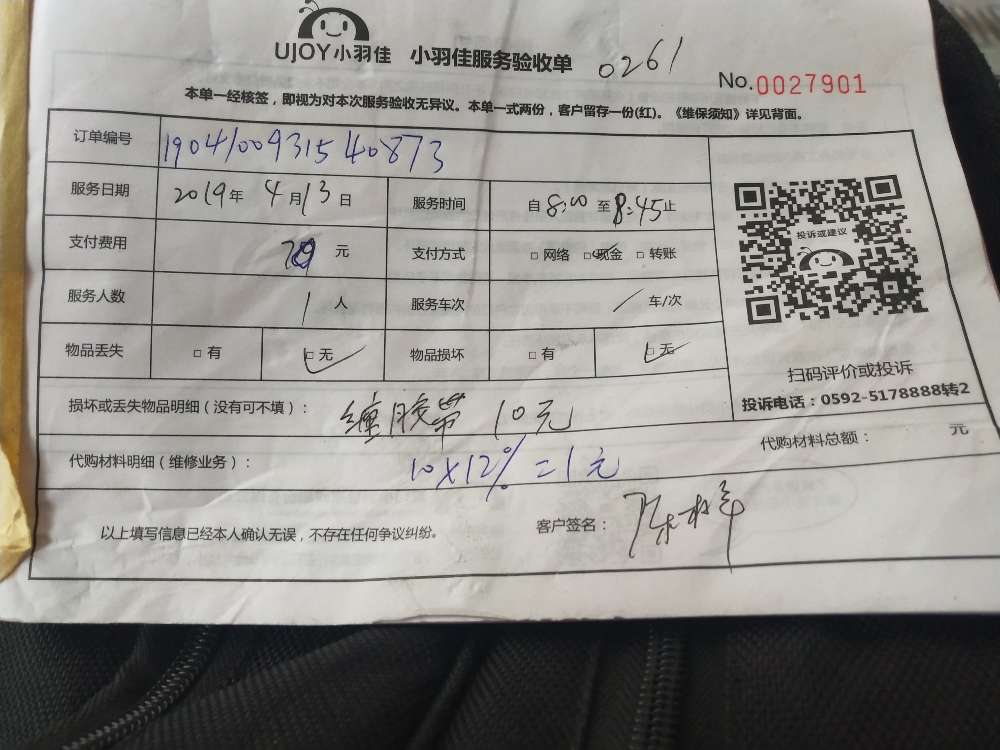 UJOY小羽佳 小羽佳服务验收单 0261
No.0027901
本单一经核签，即视为对本次服务验收无异议。本单一式两份，客户留存一份(红)。《维保须知》详见背面。
订单编号 1904100931540873
服务日期 2019年4月13日 服务时间 自8:00至8:45止
投诉或建议
支付费用 元 支付方式 □网络 □现金 □转账
服务人数 1人 服务车次 / 车/次
物品丢失 □有 □无 物品损坏 □有 □无
扫码评价或投诉
投诉电话：0592-5178888转2
损坏或丢失物品明细（没有可不填）： 缠胶带 10元
代购材料明细（维修业务）： 10×12%=1元 代购材料总额： 元
以上填写信息已经本人确认无误，不存在任何争议纠纷。 客户签名：